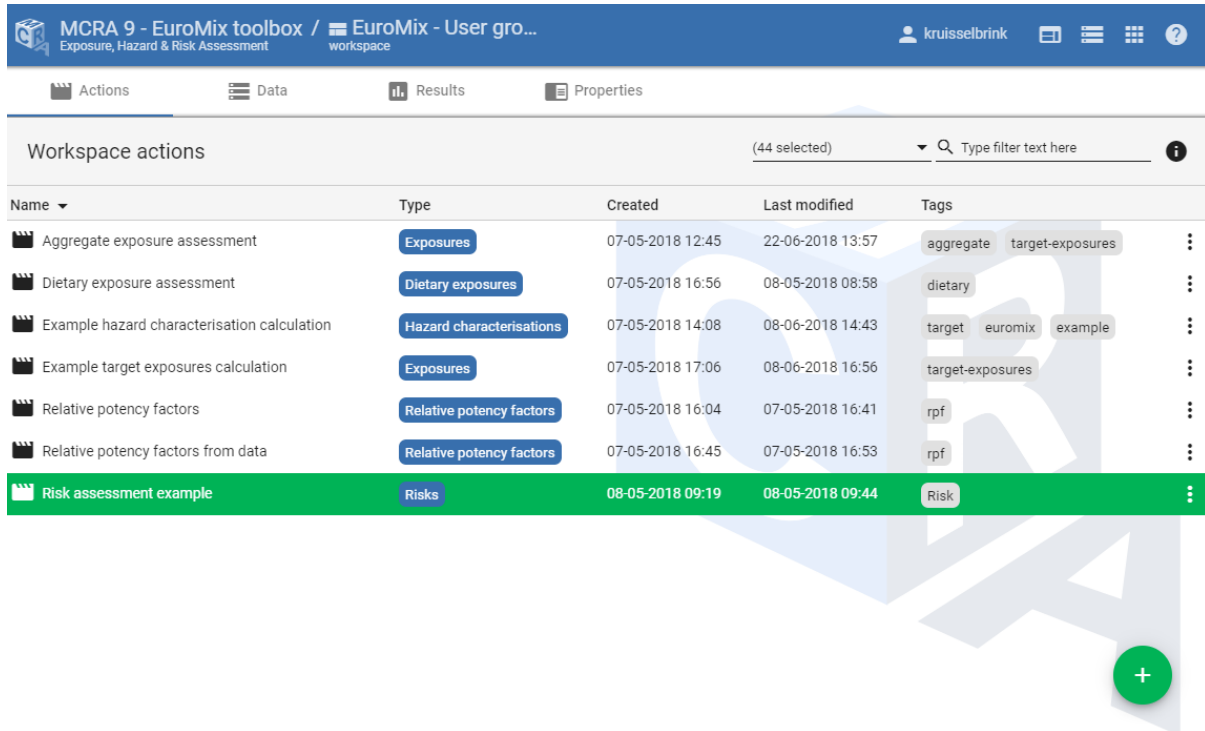 MCRA 9 - EuroMix toolbox / EuroMix - User gro...
Exposure, Hazard & Risk Assessment workspace
kruisselbrink
Actions Data Results Properties
Workspace actions (44 selected) Type filter text here
Name Type Created Last modified Tags
Aggregate exposure assessment Exposures 07-05-2018 12:45 22-06-2018 13:57 aggregate target-exposures
Dietary exposure assessment Dietary exposures 07-05-2018 16:56 08-05-2018 08:58 dietary
Example hazard characterisation calculation Hazard characterisations 07-05-2018 14:08 08-06-2018 14:43 target euromix example
Example target exposures calculation Exposures 07-05-2018 17:06 08-06-2018 16:56 target-exposures
Relative potency factors Relative potency factors 07-05-2018 16:04 07-05-2018 16:41 rpf
Relative potency factors from data Relative potency factors 07-05-2018 16:45 07-05-2018 16:53 rpf
Risk assessment example Risks 08-05-2018 09:19 08-05-2018 09:44 Risk
+
CRA